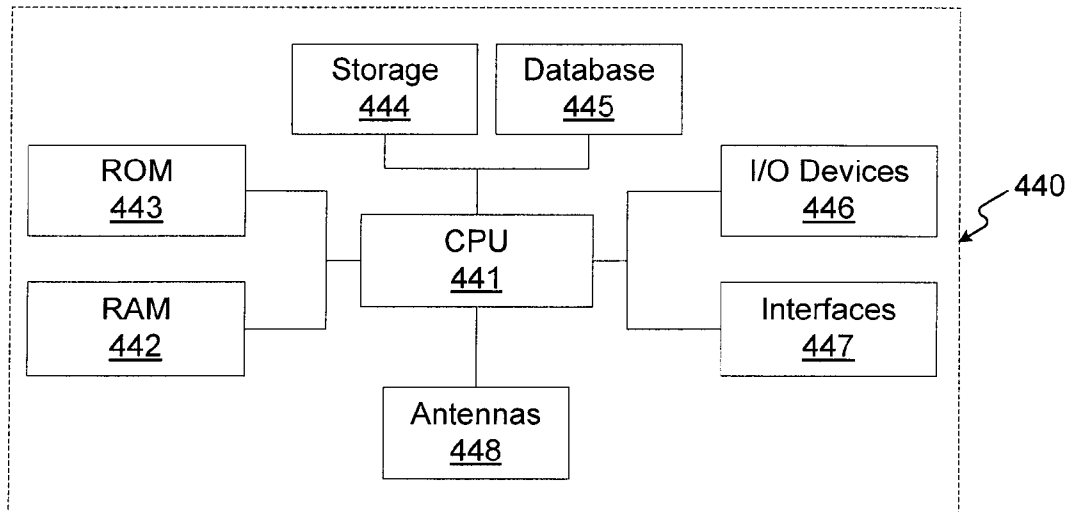 Storage
444
Database
445
ROM
443
I/O Devices
446
440
CPU
441
RAM
442
Interfaces
447
Antennas
448